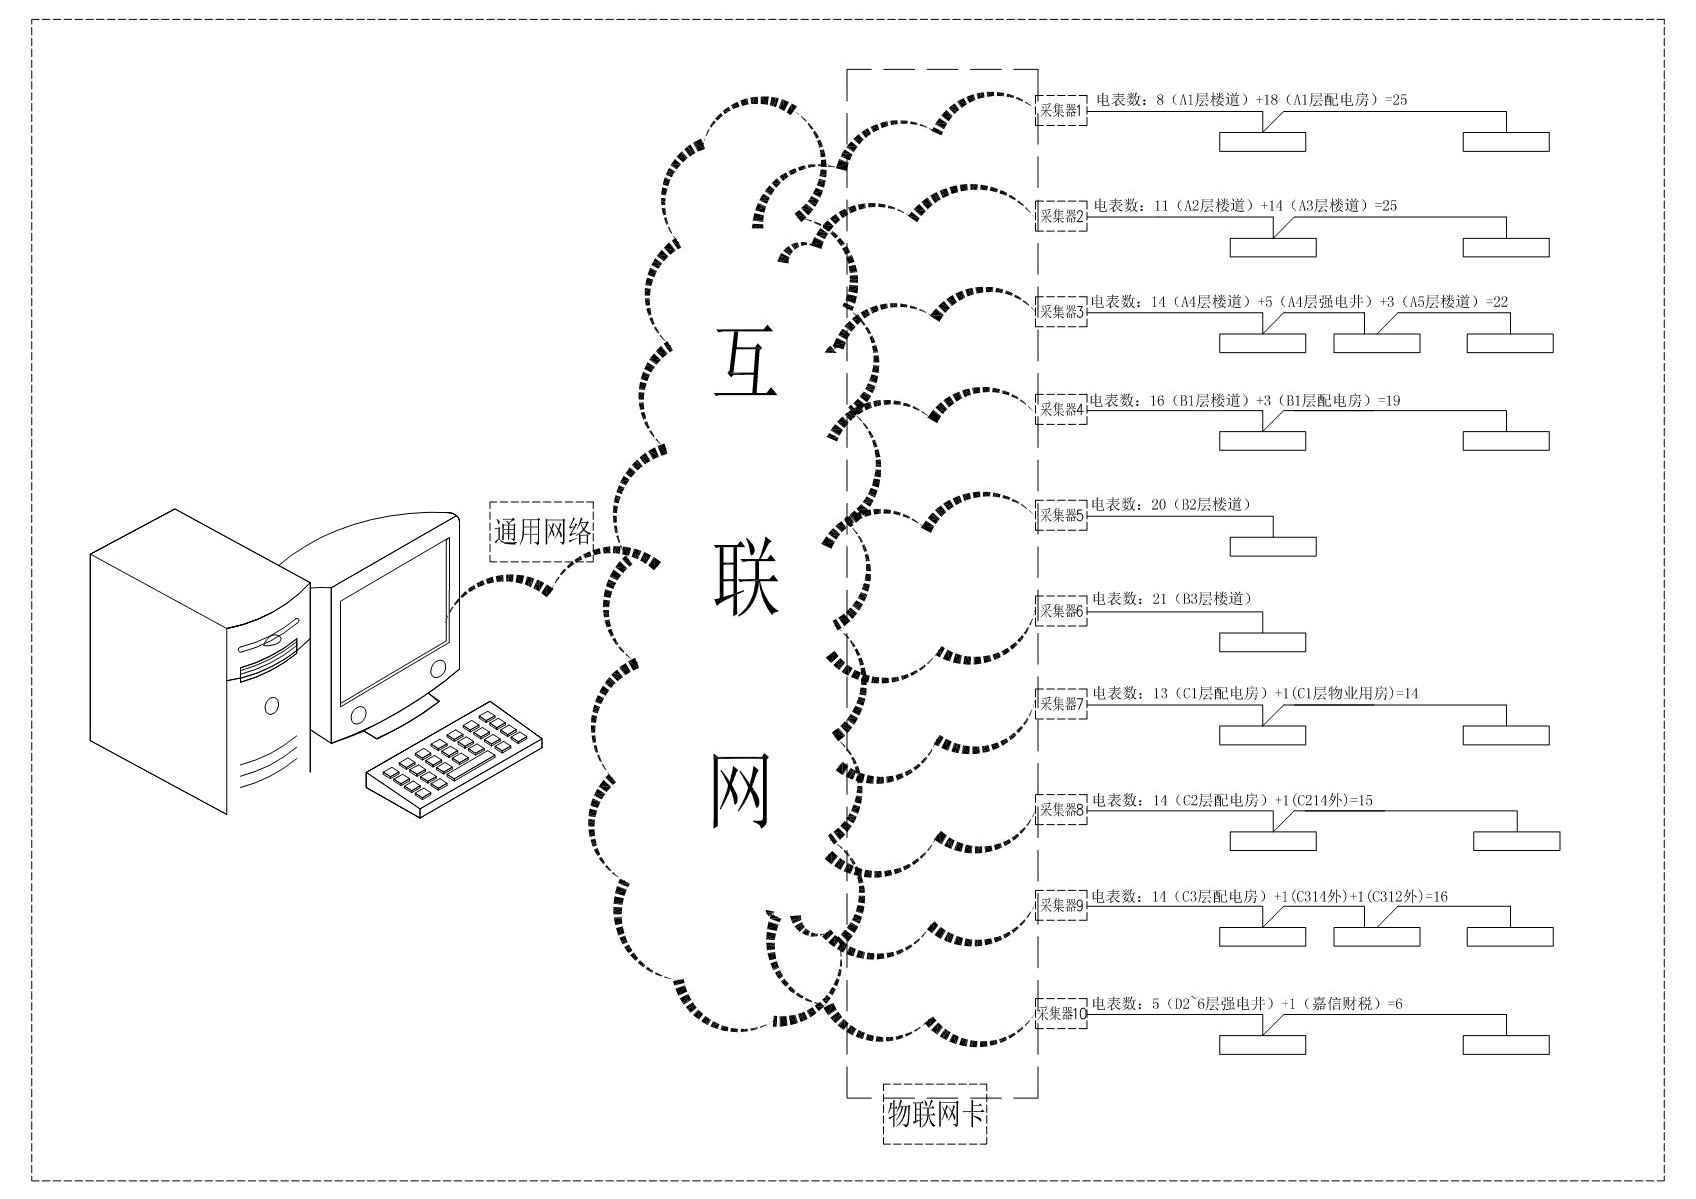 采集器1 电表数：8（A1层楼道）+18（A1层配电房）=25
采集器2 电表数：11（A2层楼道）+14（A3层楼道）=25
采集器3 电表数：14（A4层楼道）+5（A4层强电井）+3（A5层楼道）=22
采集器4 电表数：16（B1层楼道）+3（B1层配电房）=19
采集器5 电表数：20（B2层楼道）
采集器6 电表数：21（B3层楼道）
采集器7 电表数：13（C1层配电房）+1(C1层物业用房)=14
采集器8 电表数：14（C2层配电房）+1(C214外)=15
采集器9 电表数：14（C3层配电房）+1(C314外)+1(C312外)=16
采集器10 电表数：5（D2~6层强电井）+1（嘉信财税）=6
互联网
通用网络
物联网卡